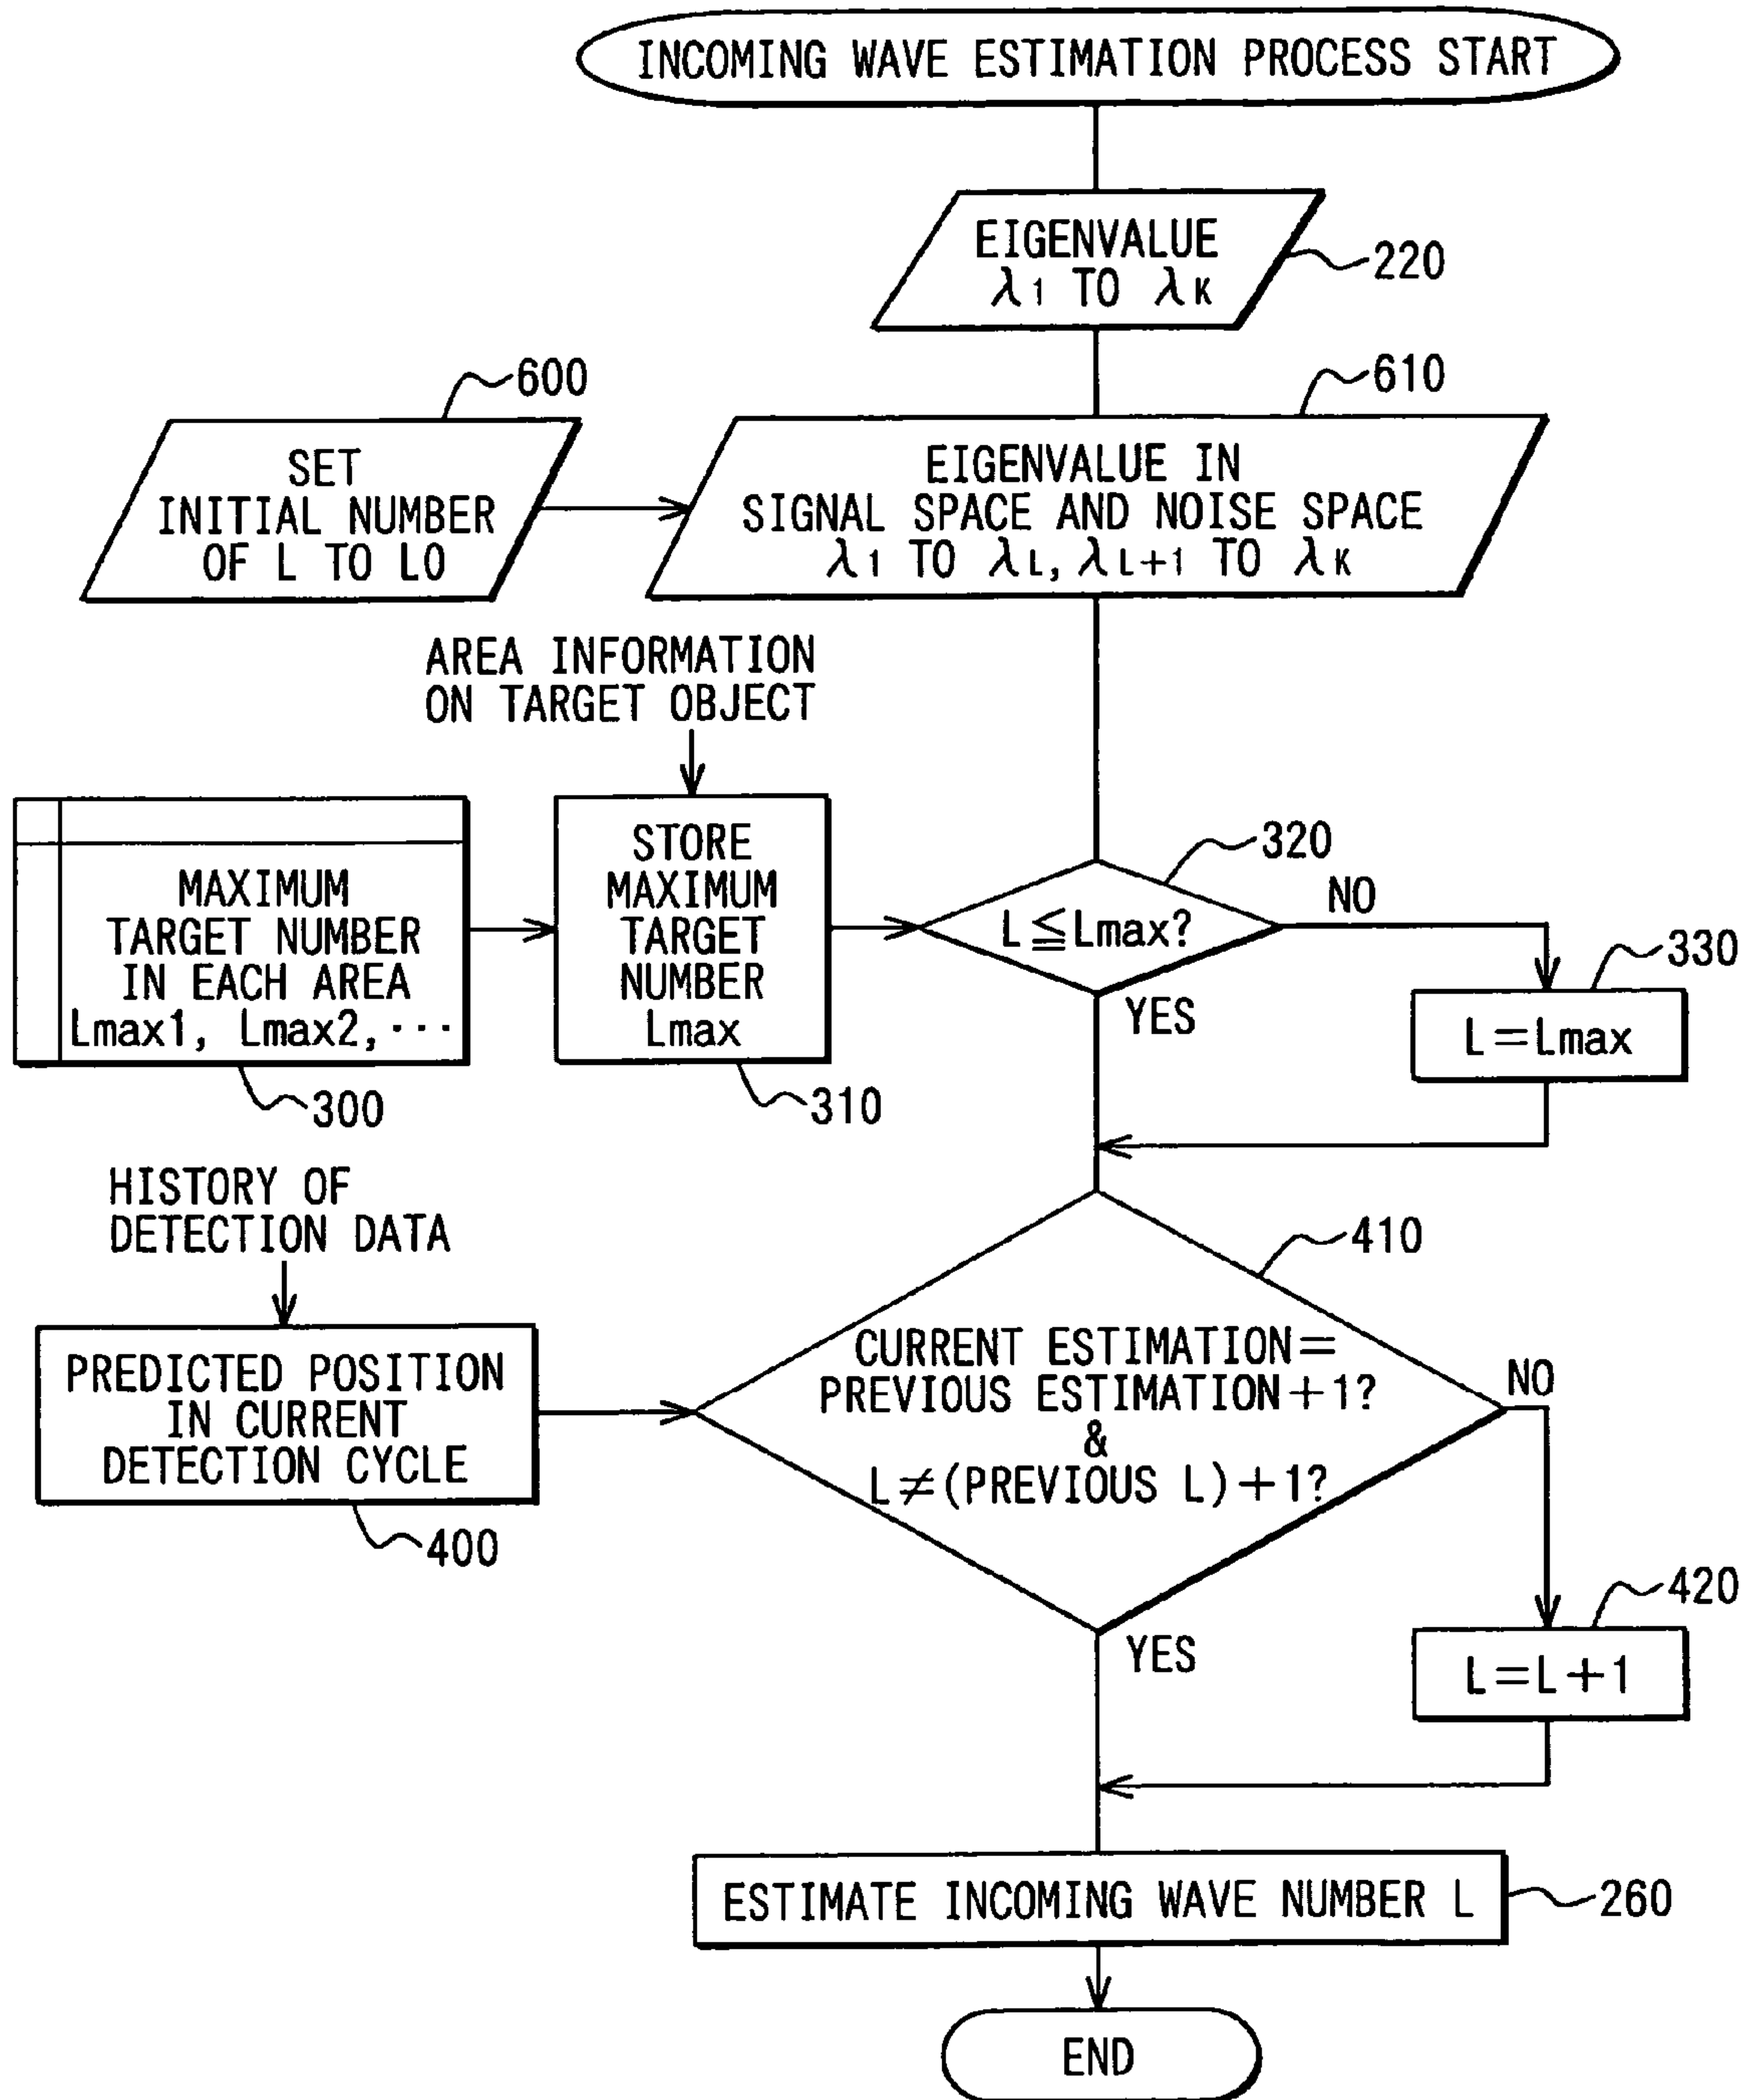 INCOMING WAVE ESTIMATION PROCESS START
EIGENVALUE
λ1 TO λK
220
600
610
SET
INITIAL NUMBER
OF L TO L0
EIGENVALUE IN
SIGNAL SPACE AND NOISE SPACE
λ1 TO λL, λL+1 TO λK
AREA INFORMATION
ON TARGET OBJECT
MAXIMUM
TARGET NUMBER
IN EACH AREA
Lmax1, Lmax2, ···
300
STORE
MAXIMUM
TARGET
NUMBER
Lmax
310
320
L≦Lmax?
NO
YES
330
L=Lmax
HISTORY OF
DETECTION DATA
PREDICTED POSITION
IN CURRENT
DETECTION CYCLE
400
410
CURRENT ESTIMATION=
PREVIOUS ESTIMATION+1?
&
L≠(PREVIOUS L)+1?
NO
YES
420
L=L+1
ESTIMATE INCOMING WAVE NUMBER L
260
END